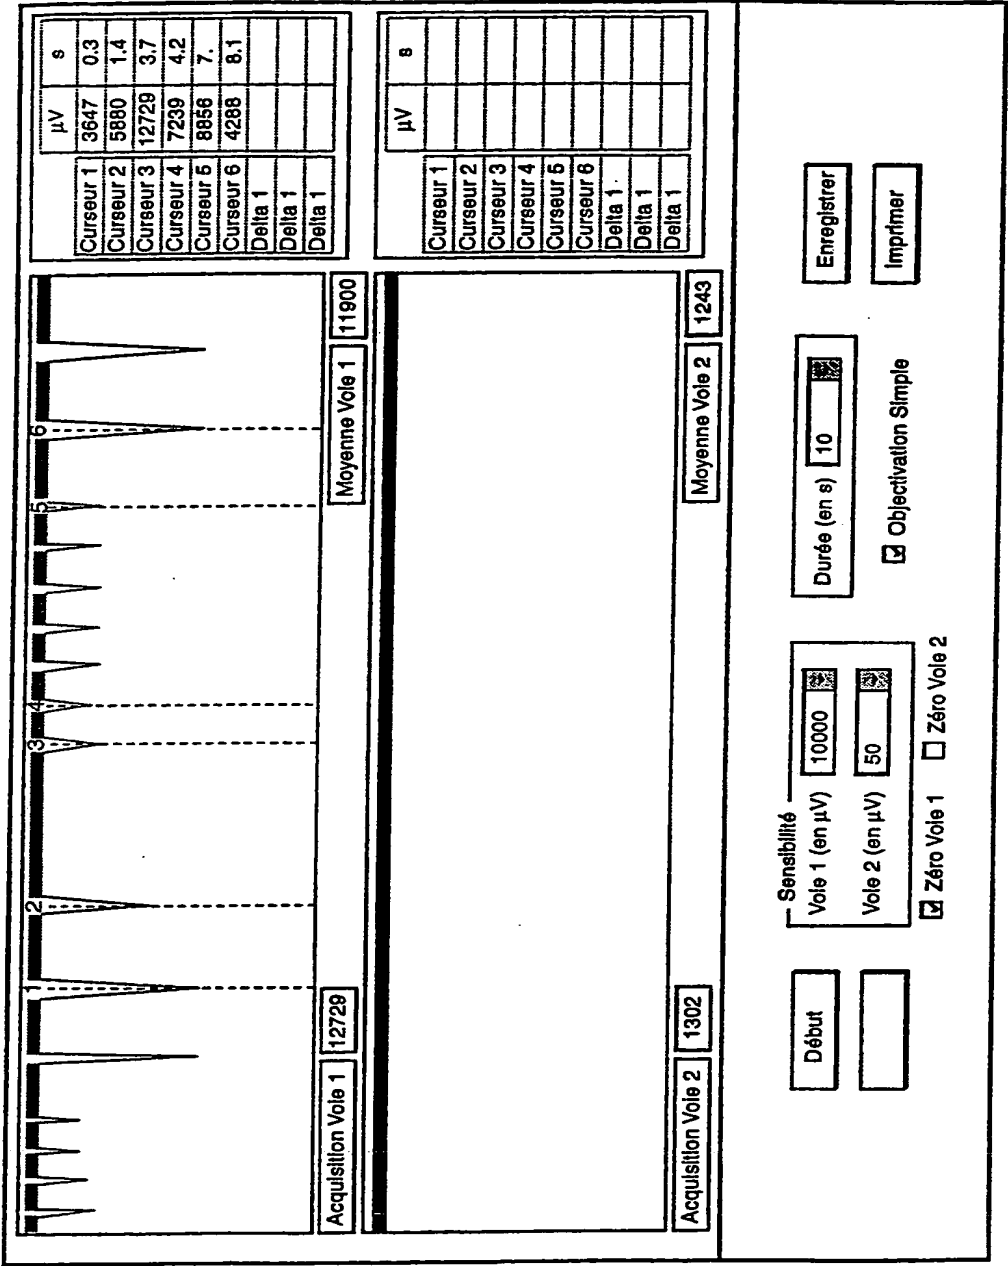 1
2
3
4
5
6
µV s
Curseur 1 3647 0.3
Curseur 2 5880 1.4
Curseur 3 12729 3.7
Curseur 4 7239 4.2
Curseur 5 8856 7.
Curseur 6 4288 8.1
Delta 1
Delta 1
Delta 1
Acquisition Voie 1 12729
Moyenne Voie 1 11900
µV s
Curseur 1
Curseur 2
Curseur 3
Curseur 4
Curseur 5
Curseur 6
Delta 1
Delta 1
Delta 1
Acquisition Voie 2 1302
Moyenne Voie 2 1243
Début
Sensibilité
Voie 1 (en µV) 10000
Voie 2 (en µV) 50
Zéro Voie 1
Zéro Voie 2
Durée (en s) 10
Objectivation Simple
Enregistrer
Imprimer